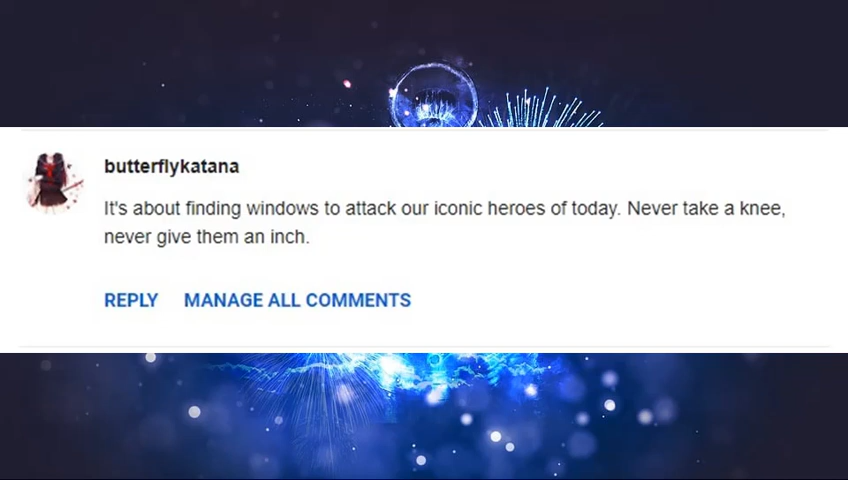 butterflykatana
It's about finding windows to attack our iconic heroes of today. Never take a knee,
never give them an inch.
REPLY MANAGE ALL COMMENTS